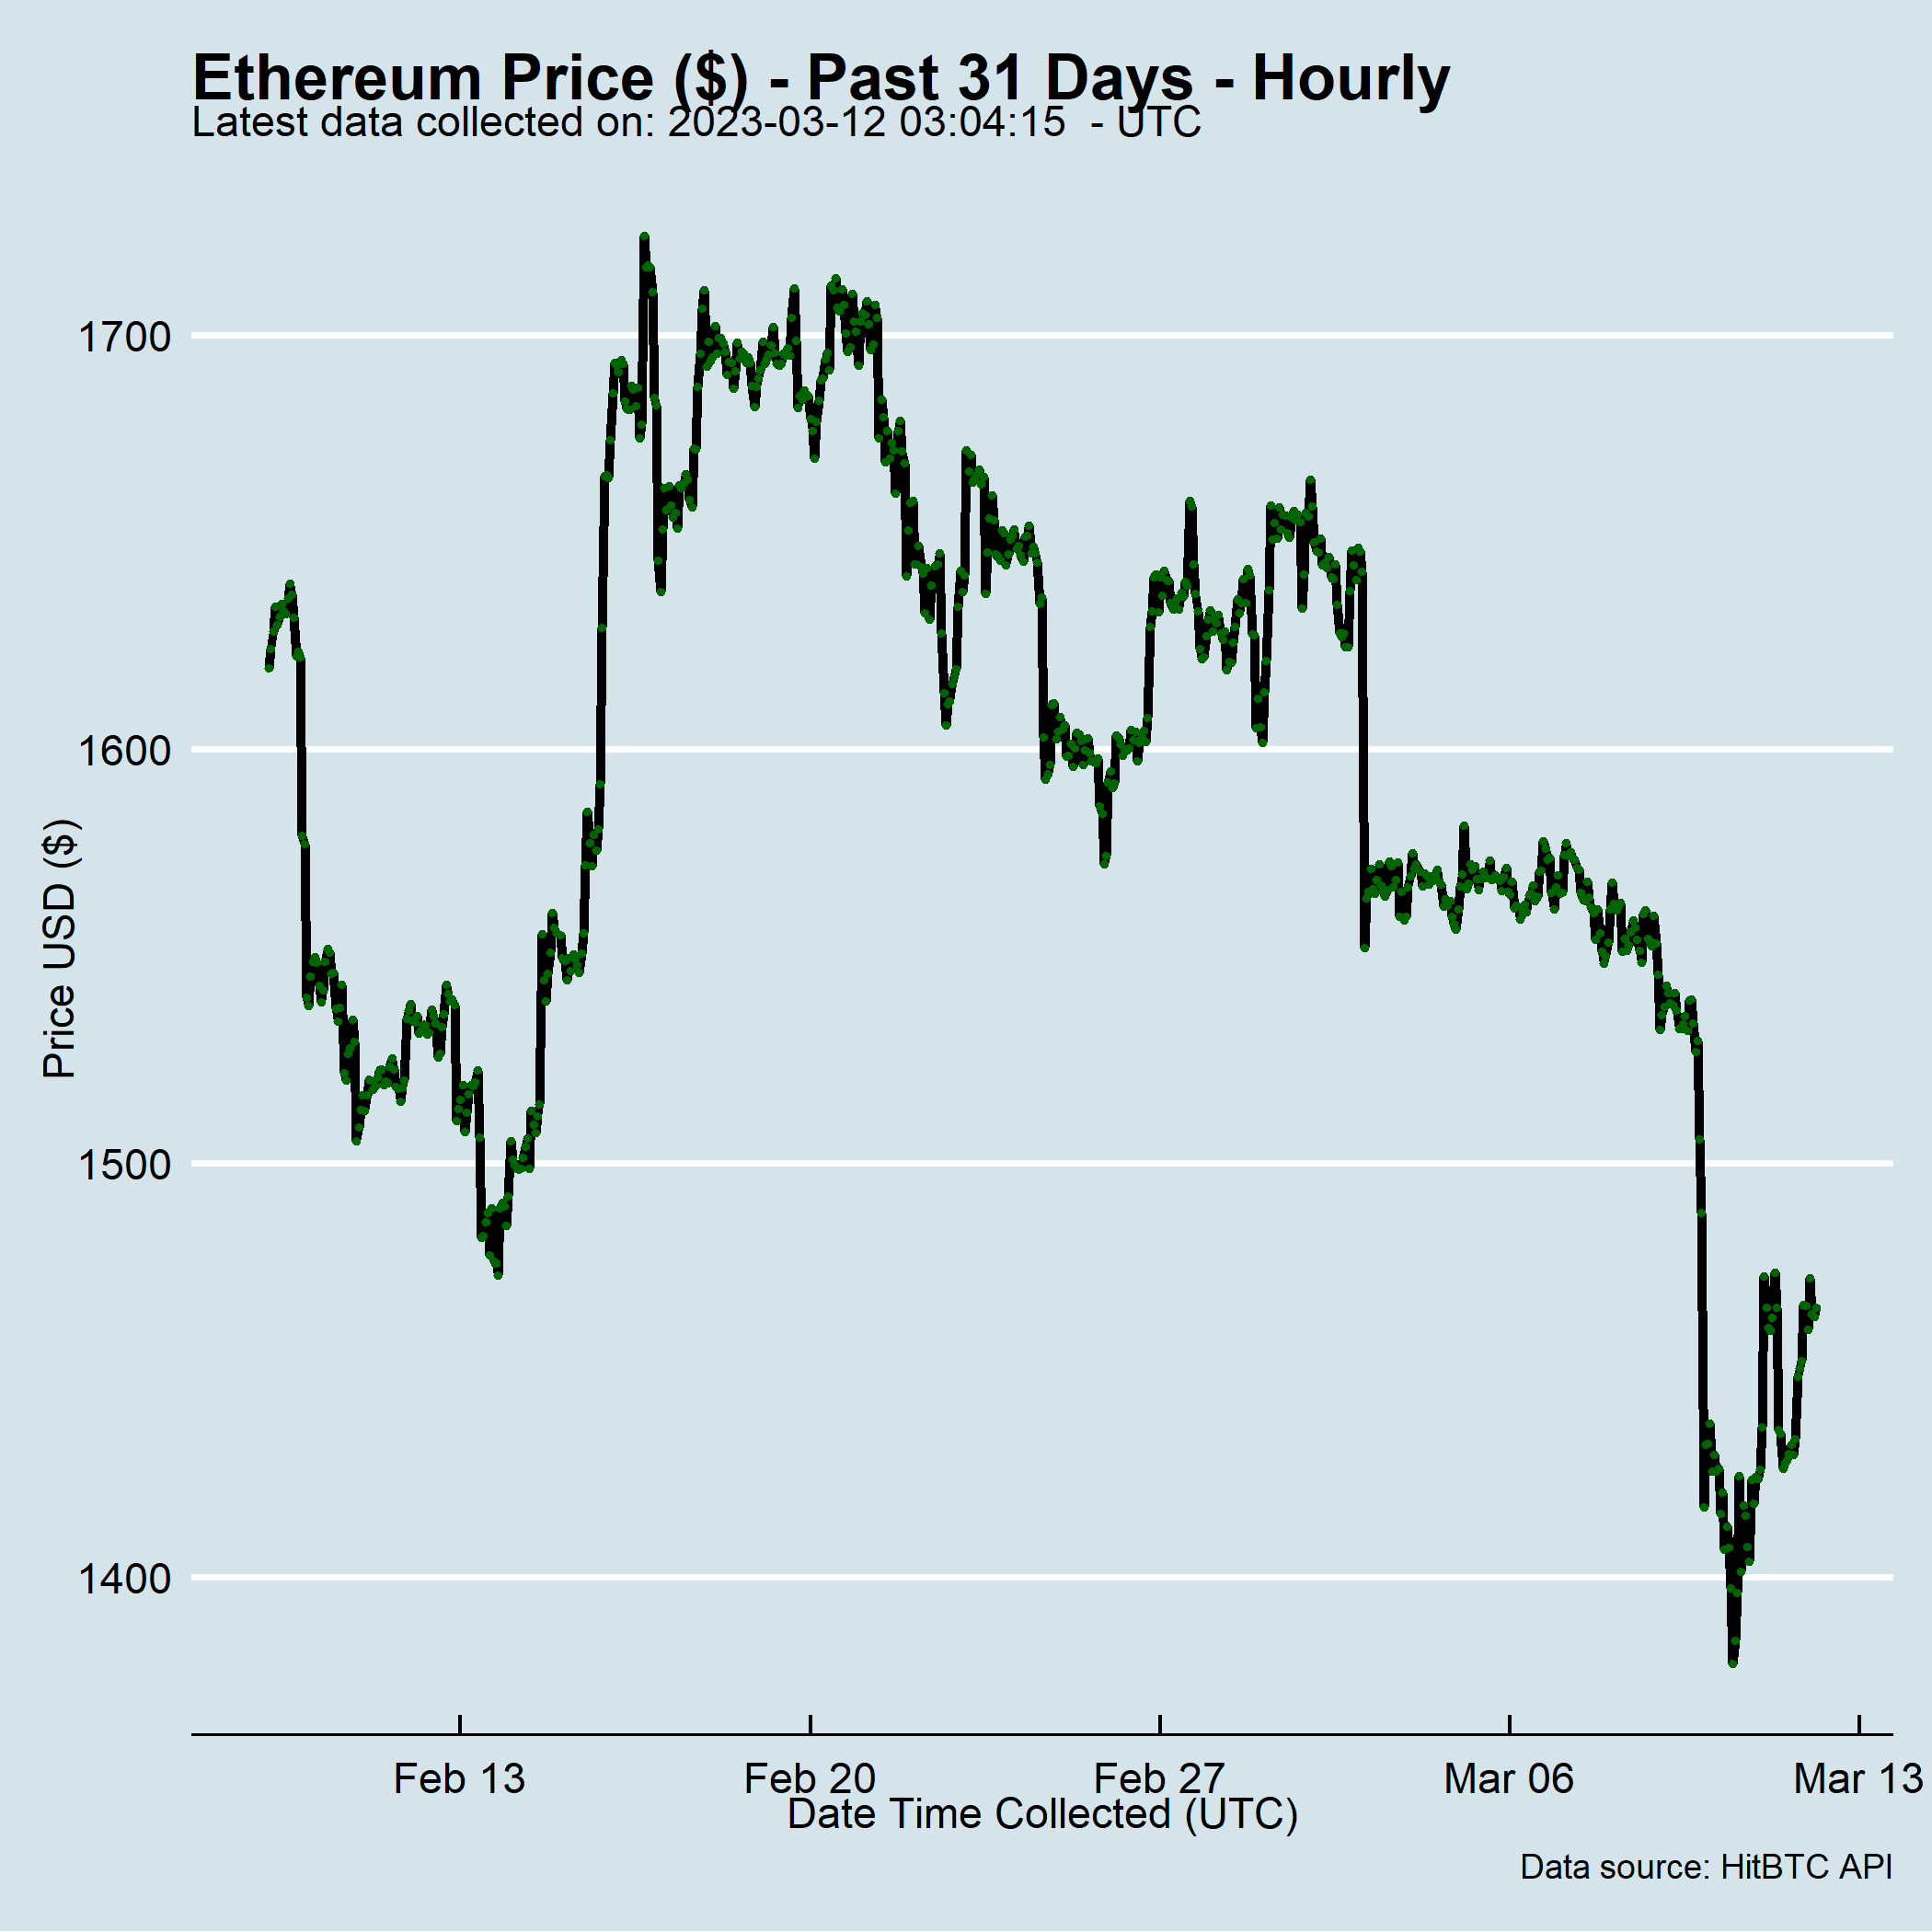 Ethereum Price ($) - Past 31 Days - Hourly
Latest data collected on: 2023-03-12 03:04:15  - UTC
Price USD ($)
1700
1600
1500
1400
Feb 13 Feb 20 Feb 27 Mar 06 Mar 13
Date Time Collected (UTC)
Data source: HitBTC API